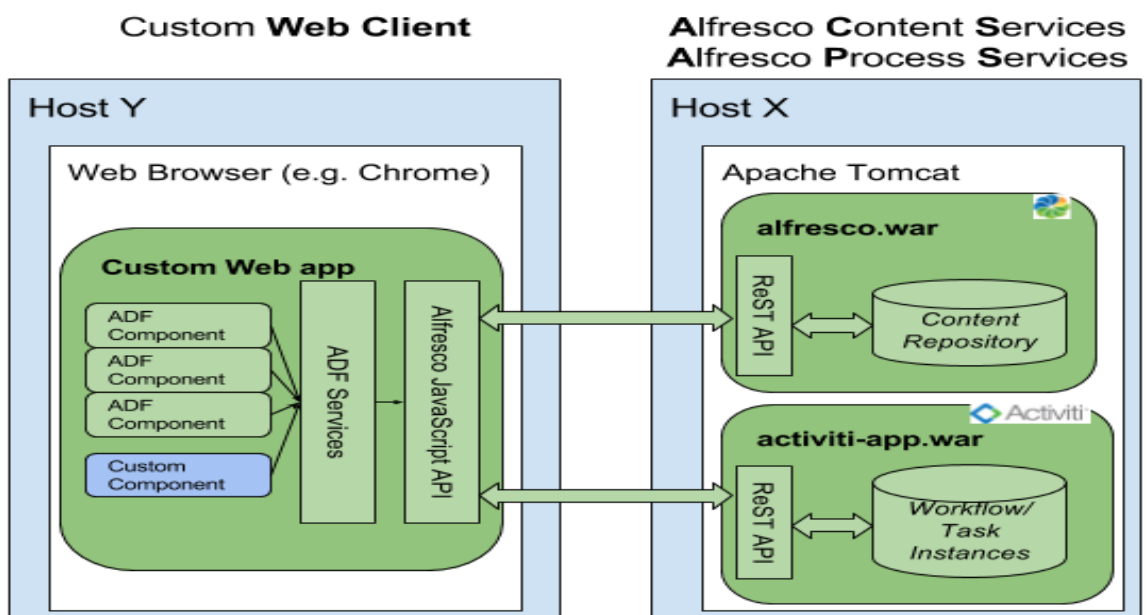 Custom Web Client
Alfresco Content Services
Alfresco Process Services
Host Y
Web Browser (e.g. Chrome)
Custom Web app
ADF
Component
ADF
Component
ADF
Component
Custom
Component
ADF Services
Alfresco JavaScript API
Host X
Apache Tomcat
alfresco.war
ReST API
Content
Repository
Activiti
activiti-app.war
ReST API
Workflow/
Task
Instances